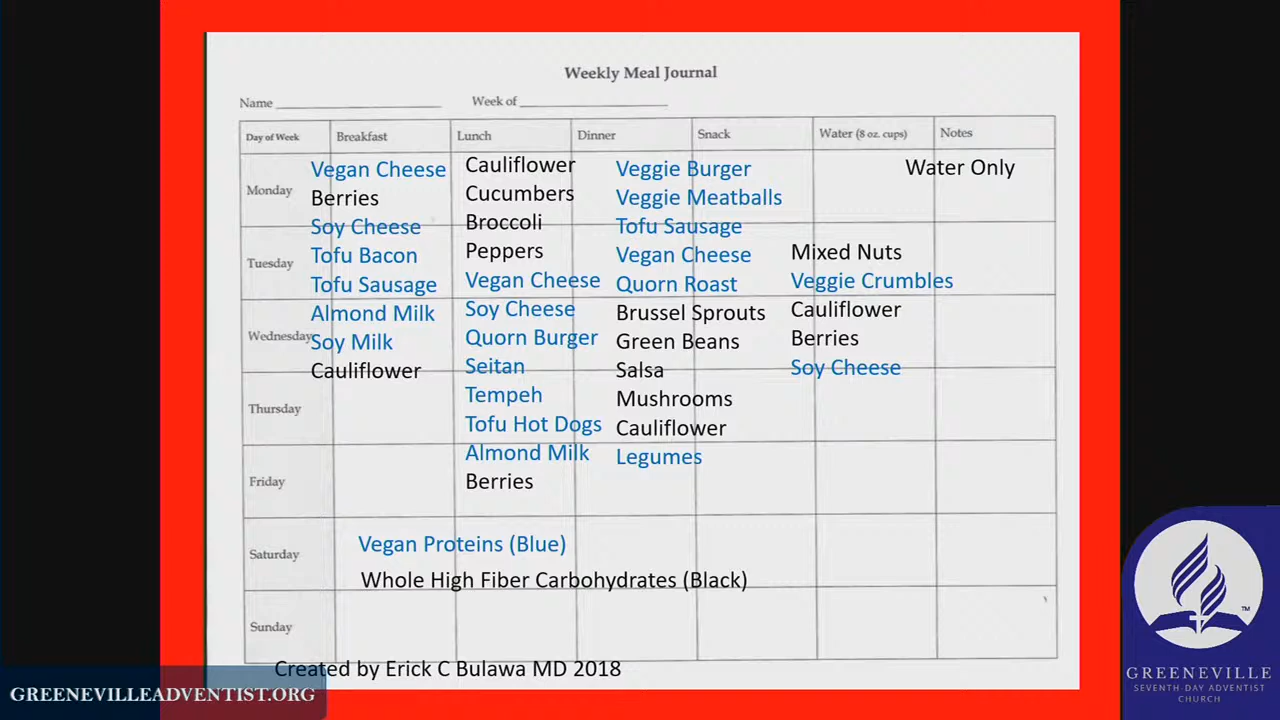 Weekly Meal Journal
Name
Week of
Day of Week
Breakfast
Lunch
Dinner
Snack
Water (8 oz. cups)
Notes
Monday
Tuesday
Wednesday
Thursday
Friday
Saturday
Sunday
Vegan Cheese
Berries
Soy Cheese
Tofu Bacon
Tofu Sausage
Almond Milk
Soy Milk
Cauliflower
Cauliflower
Cucumbers
Broccoli
Peppers
Vegan Cheese
Soy Cheese
Quorn Burger
Seitan
Tempeh
Tofu Hot Dogs
Almond Milk
Berries
Veggie Burger
Veggie Meatballs
Tofu Sausage
Vegan Cheese
Quorn Roast
Brussel Sprouts
Green Beans
Salsa
Mushrooms
Cauliflower
Legumes
Mixed Nuts
Veggie Crumbles
Cauliflower
Berries
Soy Cheese
Water Only
Vegan Proteins (Blue)
Whole High Fiber Carbohydrates (Black)
Created by Erick C Bulawa MD 2018
GREENEVILLEADVENTIST.ORG
TM
GREENEVILLE
SEVENTH-DAY ADVENTIST
CHURCH